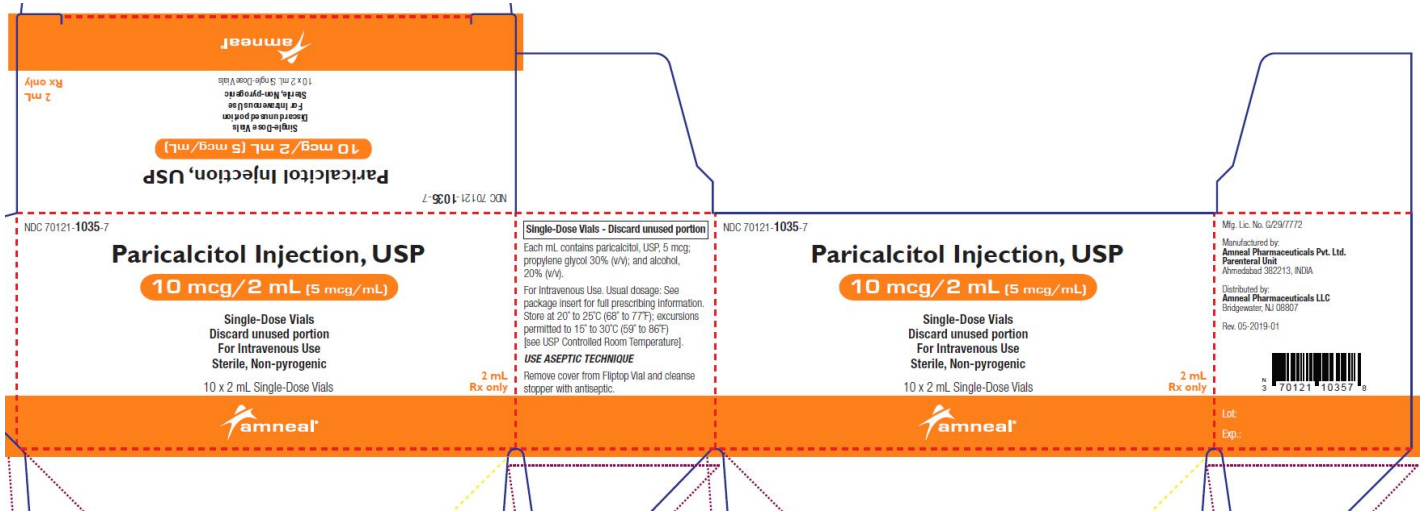 amneal
10 x 2 mL Single-Dose Vials
Sterile, Non-pyrogenic
For Intravenous Use
Discard unused portion
Single-Dose Vials
2 mL
Rx only
10 mcg/2 mL (5 mcg/mL)
Paricalcitol Injection, USP
NDC 70121-1035-7
NDC 70121-1035-7
Paricalcitol Injection, USP
10 mcg/2 mL (5 mcg/mL)
Single-Dose Vials
Discard unused portion
For Intravenous Use
Sterile, Non-pyrogenic
10 x 2 mL Single-Dose Vials
2 mL
Rx only
amneal
Single-Dose Vials - Discard unused portion
Each mL contains paricalcitol, USP, 5 mcg;
propylene glycol 30% (v/v); and alcohol,
20% (v/v).
For Intravenous Use. Usual dosage: See
package insert for full prescribing information.
Store at 20˚ to 25˚C (68˚ to 77˚F); excursions
permitted to 15˚ to 30˚C (59˚ to 86˚F)
[see USP Controlled Room Temperature].
USE ASEPTIC TECHNIQUE
Remove cover from Fliptop Vial and cleanse
stopper with antiseptic.
NDC 70121-1035-7
Paricalcitol Injection, USP
10 mcg/2 mL (5 mcg/mL)
Single-Dose Vials
Discard unused portion
For Intravenous Use
Sterile, Non-pyrogenic
10 x 2 mL Single-Dose Vials
2 mL
Rx only
amneal
Mfg. Lic. No. G/29/7772
Manufactured by:
Amneal Pharmaceuticals Pvt. Ltd.
Parenteral Unit
Ahmedabad 382213, INDIA
Distributed by:
Amneal Pharmaceuticals LLC
Bridgewater, NJ 08807
Rev. 05-2019-01
N
3 70121 10357 8
Lot:
Exp.: